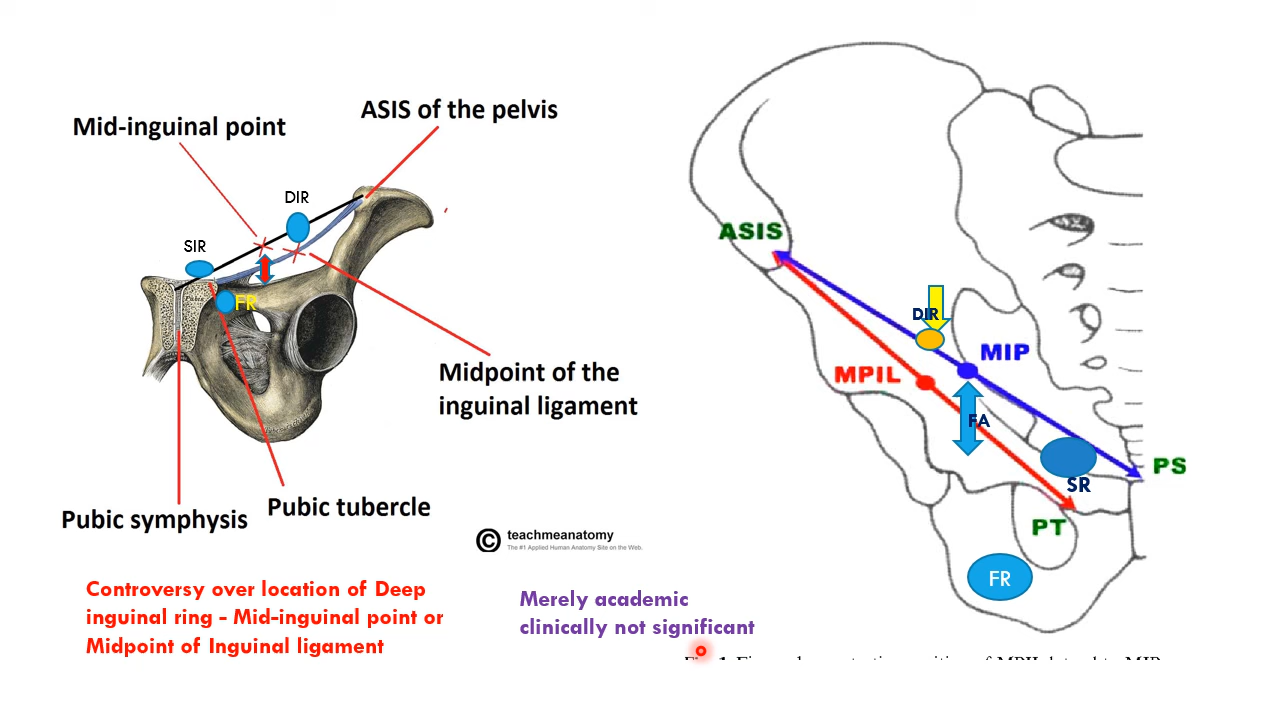 ASIS of the pelvis
Mid-inguinal point
DIR
SIR
FR
Midpoint of the
inguinal ligament
Pubic symphysis
Pubic tubercle
© teachmeanatomy
The #1 Applied Human Anatomy Site on the Web.
Controversy over location of Deep
inguinal ring - Mid-inguinal point or
Midpoint of Inguinal ligament
Merely academic
clinically not significant
ASIS
DIR
MIP
MPIL
FA
PS
SR
PT
FR